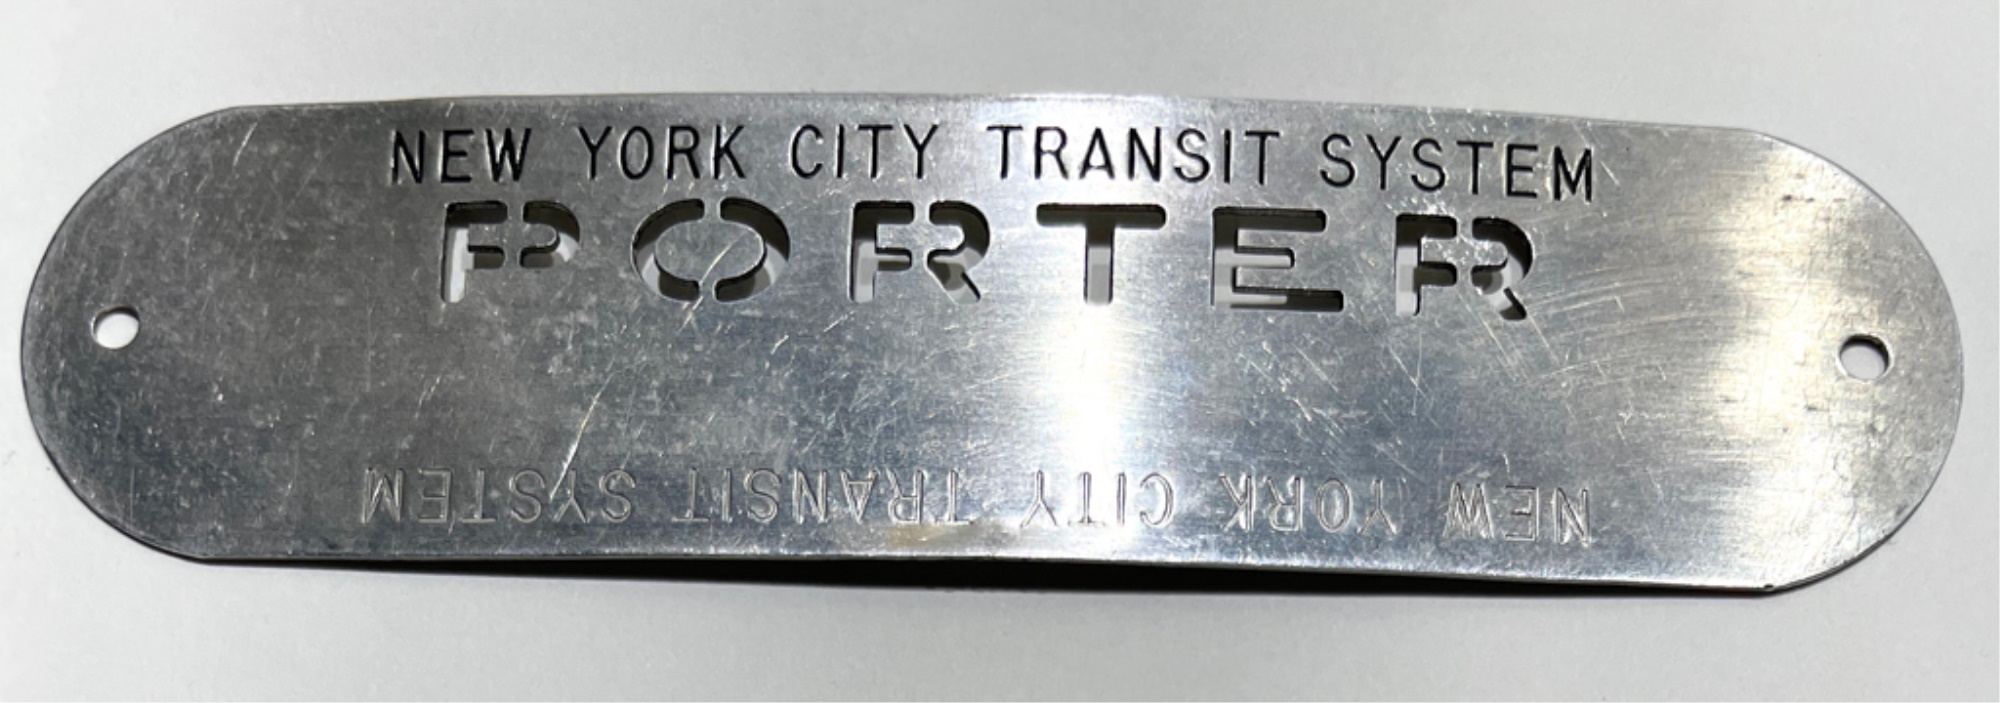 NEW YORK CITY TRANSIT SYSTEM
PORTER
NEW YORK CITY TRANSIT SYSTEM